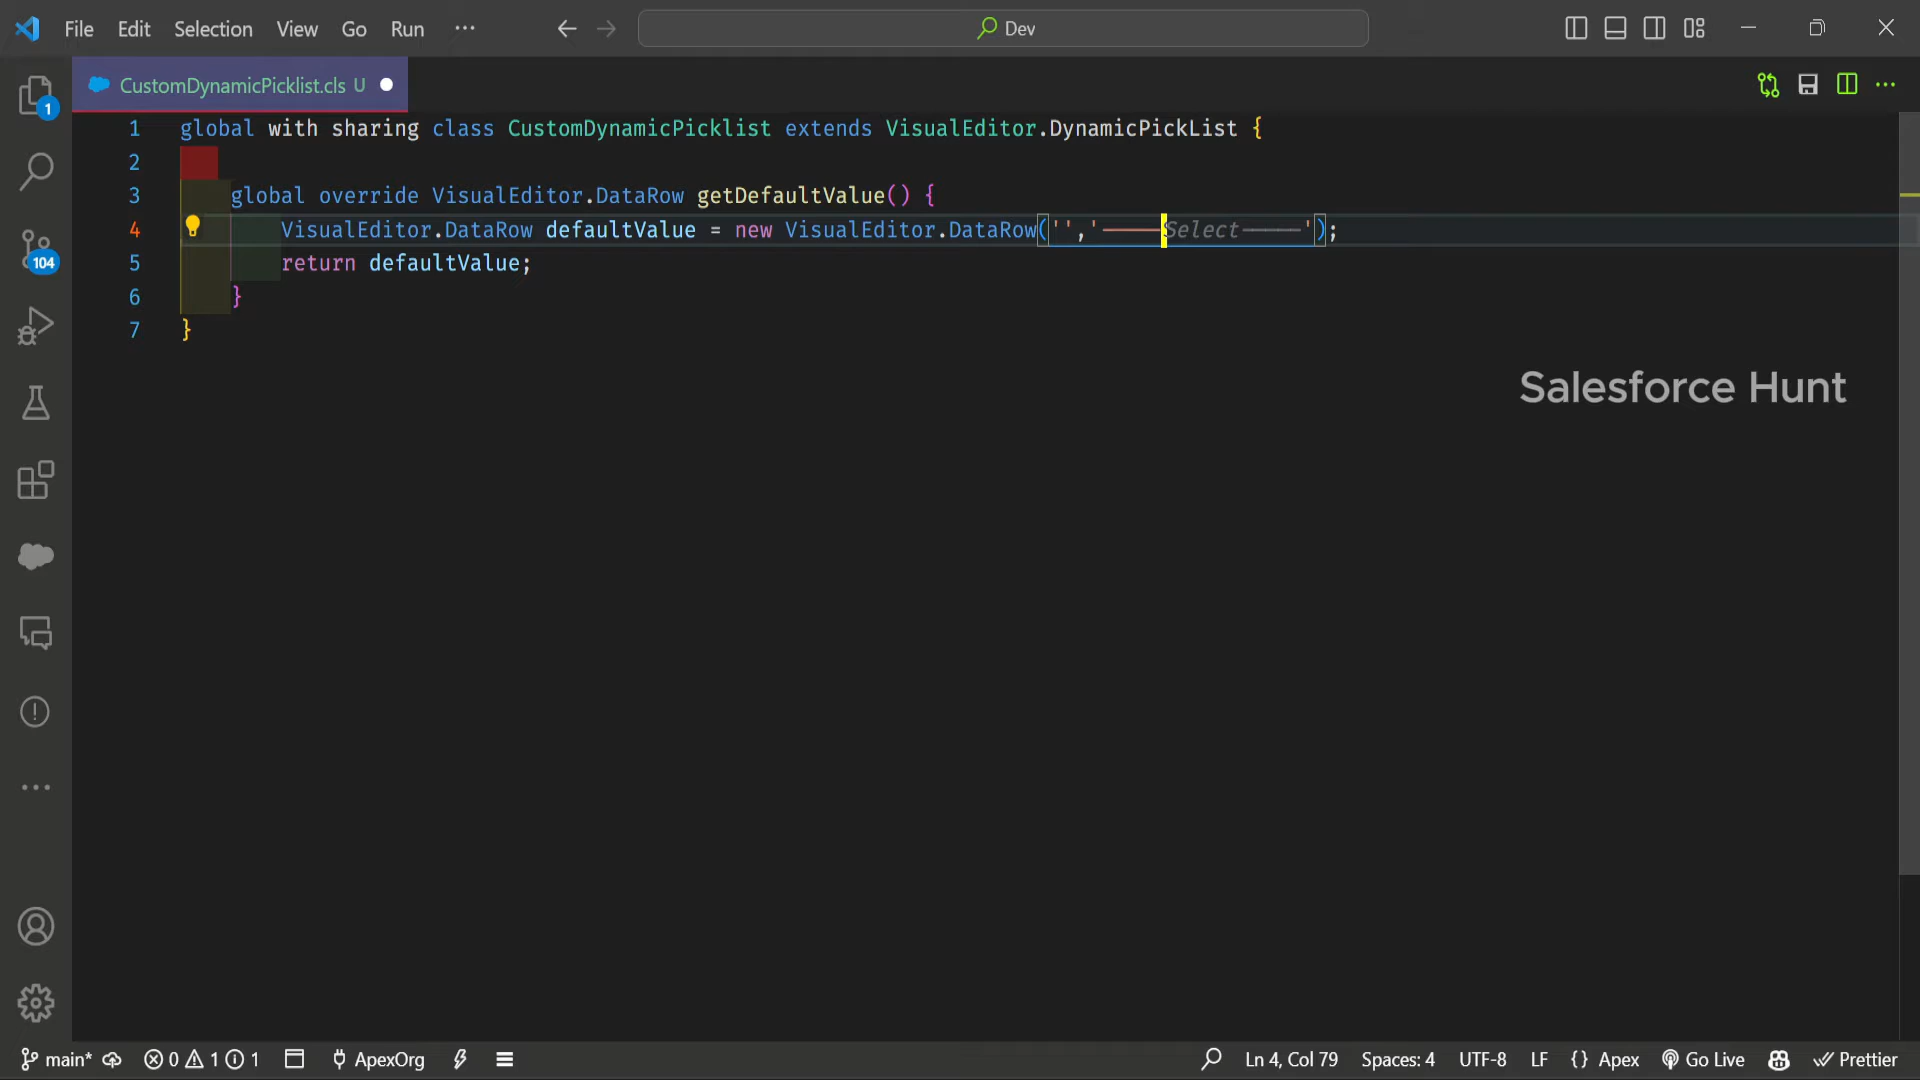 File Edit Selection View Go Run ··· Dev
CustomDynamicPicklist.cls U
1 global with sharing class CustomDynamicPicklist extends VisualEditor.DynamicPickList {
2
3 global override VisualEditor.DataRow getDefaultValue() {
4 VisualEditor.DataRow defaultValue = new VisualEditor.DataRow('','-----Select-----');
5 return defaultValue;
6 }
7 }
Salesforce Hunt
1
104
main* 0 1 1 ApexOrg Ln 4, Col 79 Spaces: 4 UTF-8 LF {} Apex Go Live Prettier